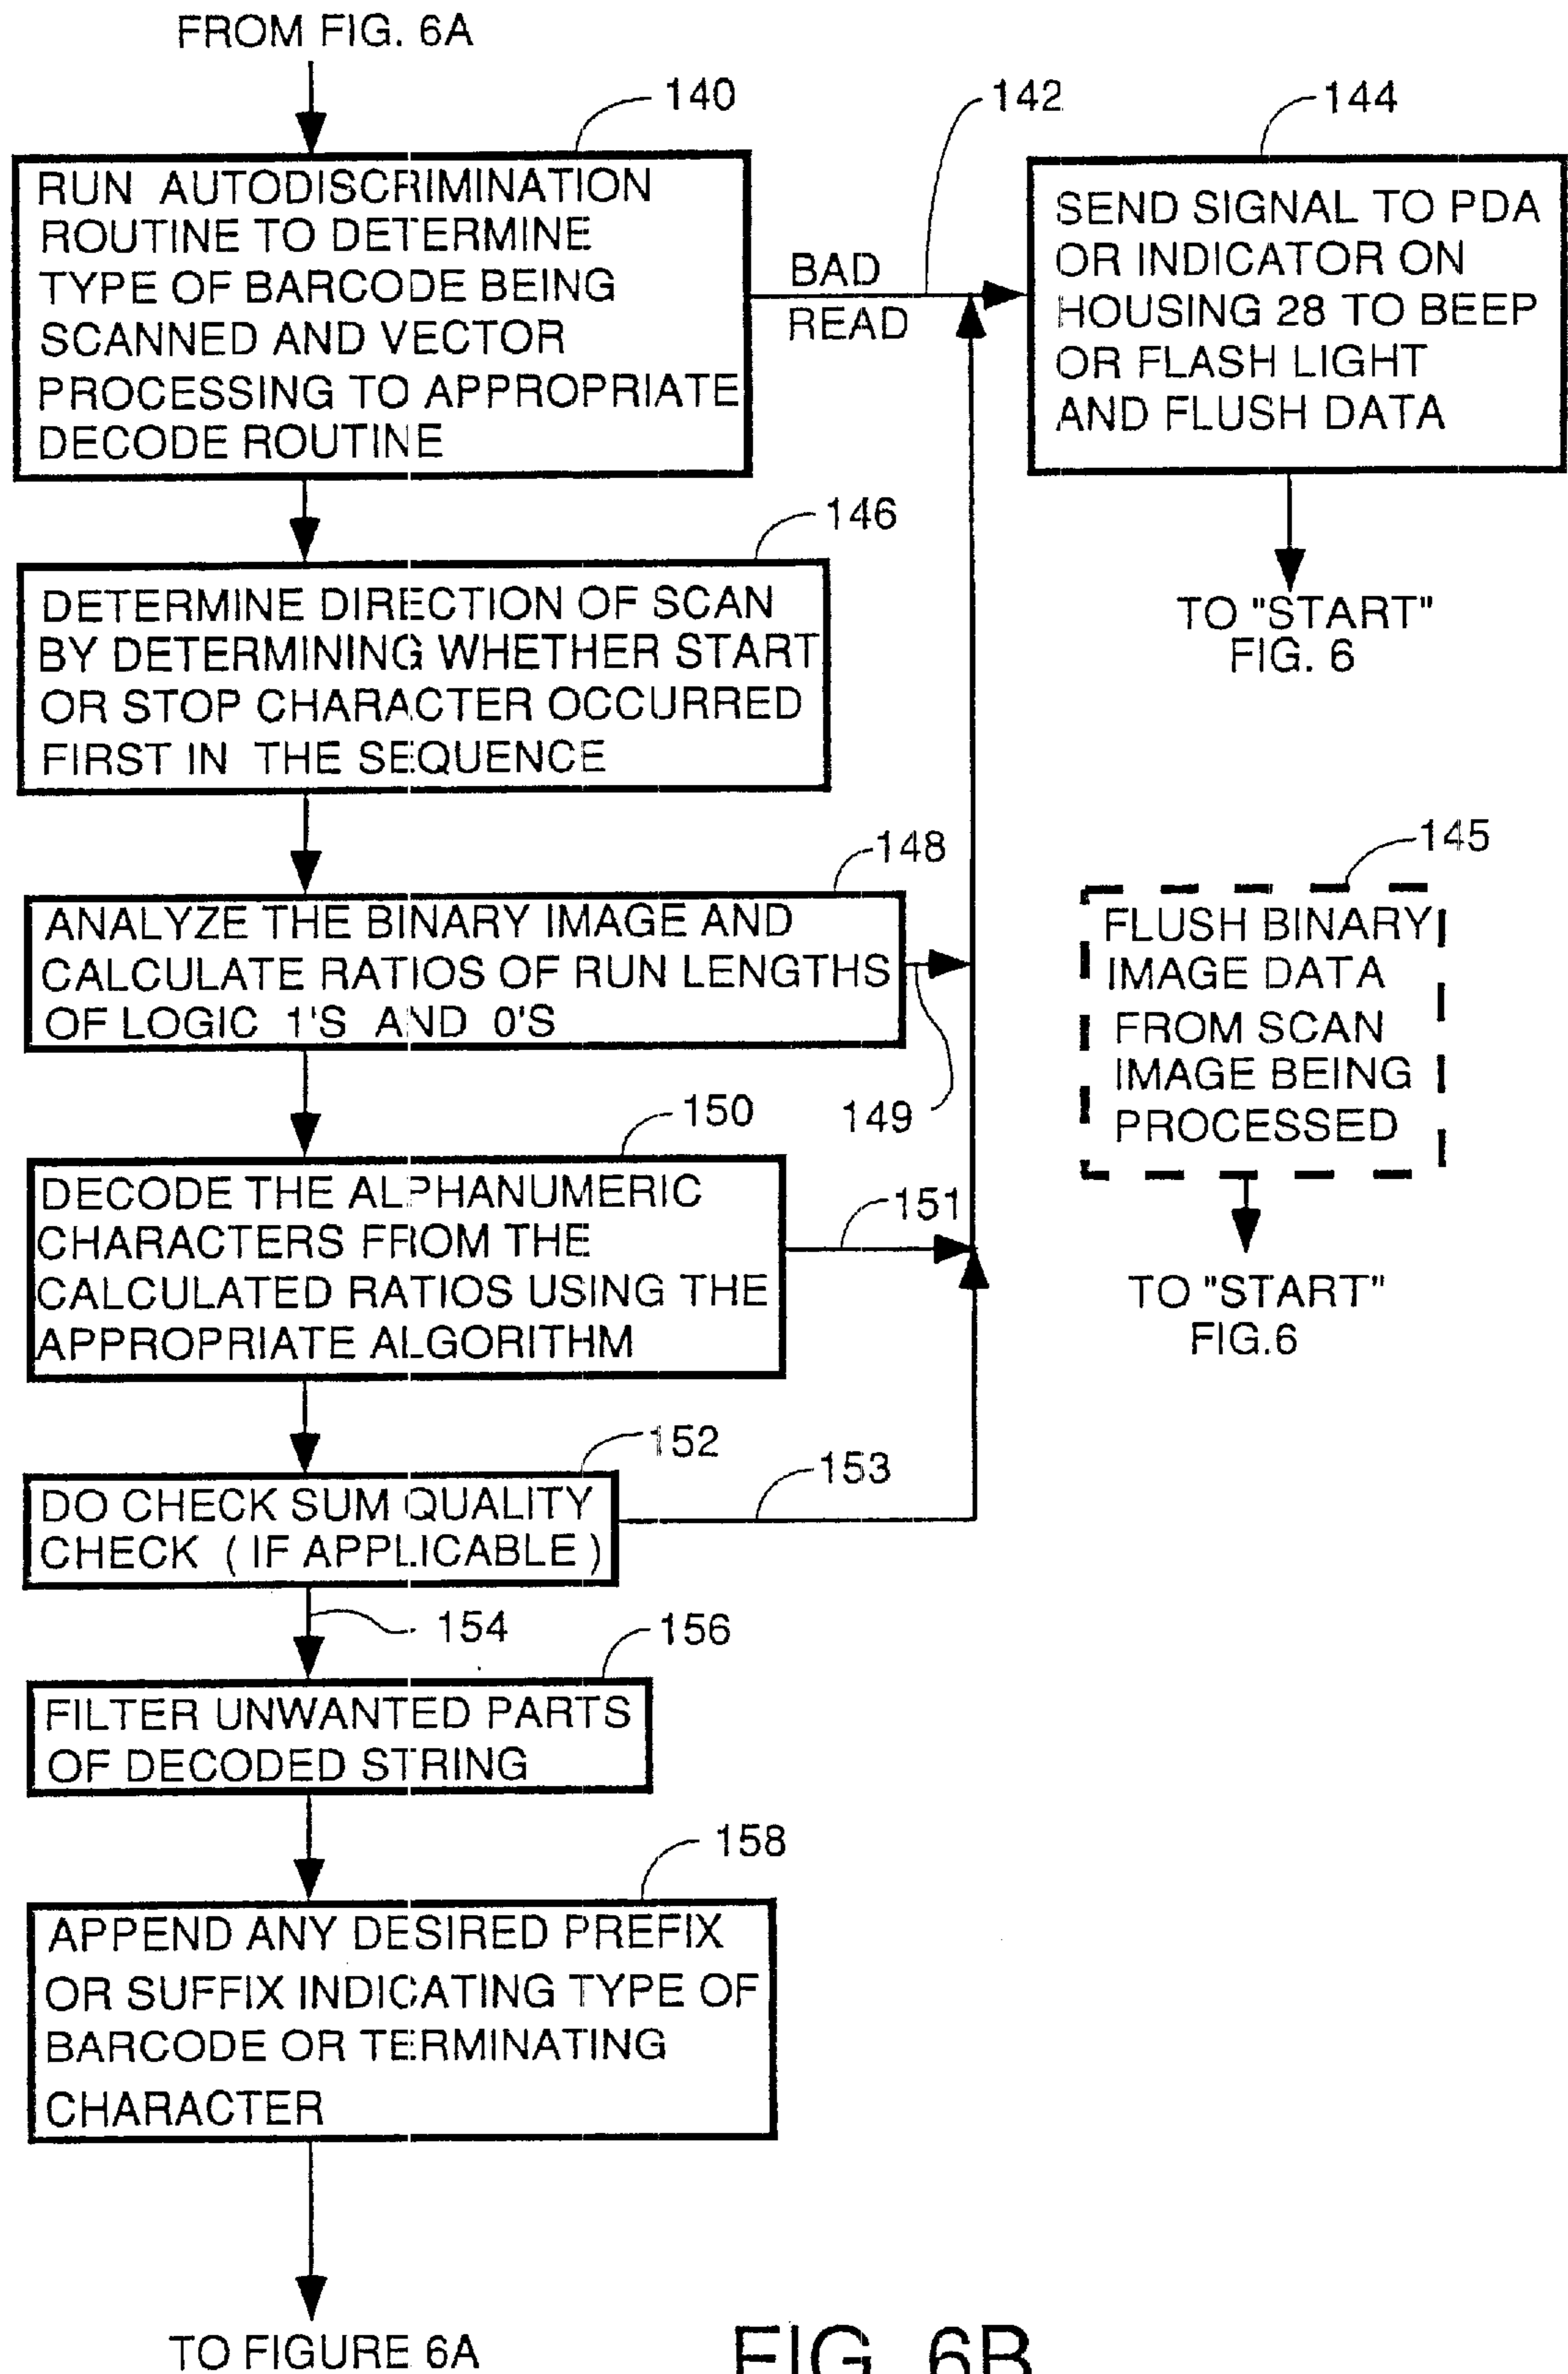 FROM FIG. 6A
140
RUN AUTODISCRIMINATION
ROUTINE TO DETERMINE
TYPE OF BARCODE BEING
SCANNED AND VECTOR
PROCESSING TO APPROPRIATE
DECODE ROUTINE
BAD
READ
142
144
SEND SIGNAL TO PDA
OR INDICATOR ON
HOUSING 28 TO BEEP
OR FLASH LIGHT
AND FLUSH DATA
TO "START"
FIG. 6
146
DETERMINE DIRECTION OF SCAN
BY DETERMINING WHETHER START
OR STOP CHARACTER OCCURRED
FIRST IN THE SEQUENCE
148
ANALYZE THE BINARY IMAGE AND
CALCULATE RATIOS OF RUN LENGTHS
OF LOGIC 1'S AND 0'S
149
145
FLUSH BINARY
IMAGE DATA
FROM SCAN
IMAGE BEING
PROCESSED
TO "START"
FIG.6
150
DECODE THE ALPHANUMERIC
CHARACTERS FROM THE
CALCULATED RATIOS USING THE
APPROPRIATE ALGORITHM
151
152
DO CHECK SUM QUALITY
CHECK ( IF APPLICABLE )
153
154
156
FILTER UNWANTED PARTS
OF DECODED STRING
158
APPEND ANY DESIRED PREFIX
OR SUFFIX INDICATING TYPE OF
BARCODE OR TERMINATING
CHARACTER
TO FIGURE 6A
FIG. 6B